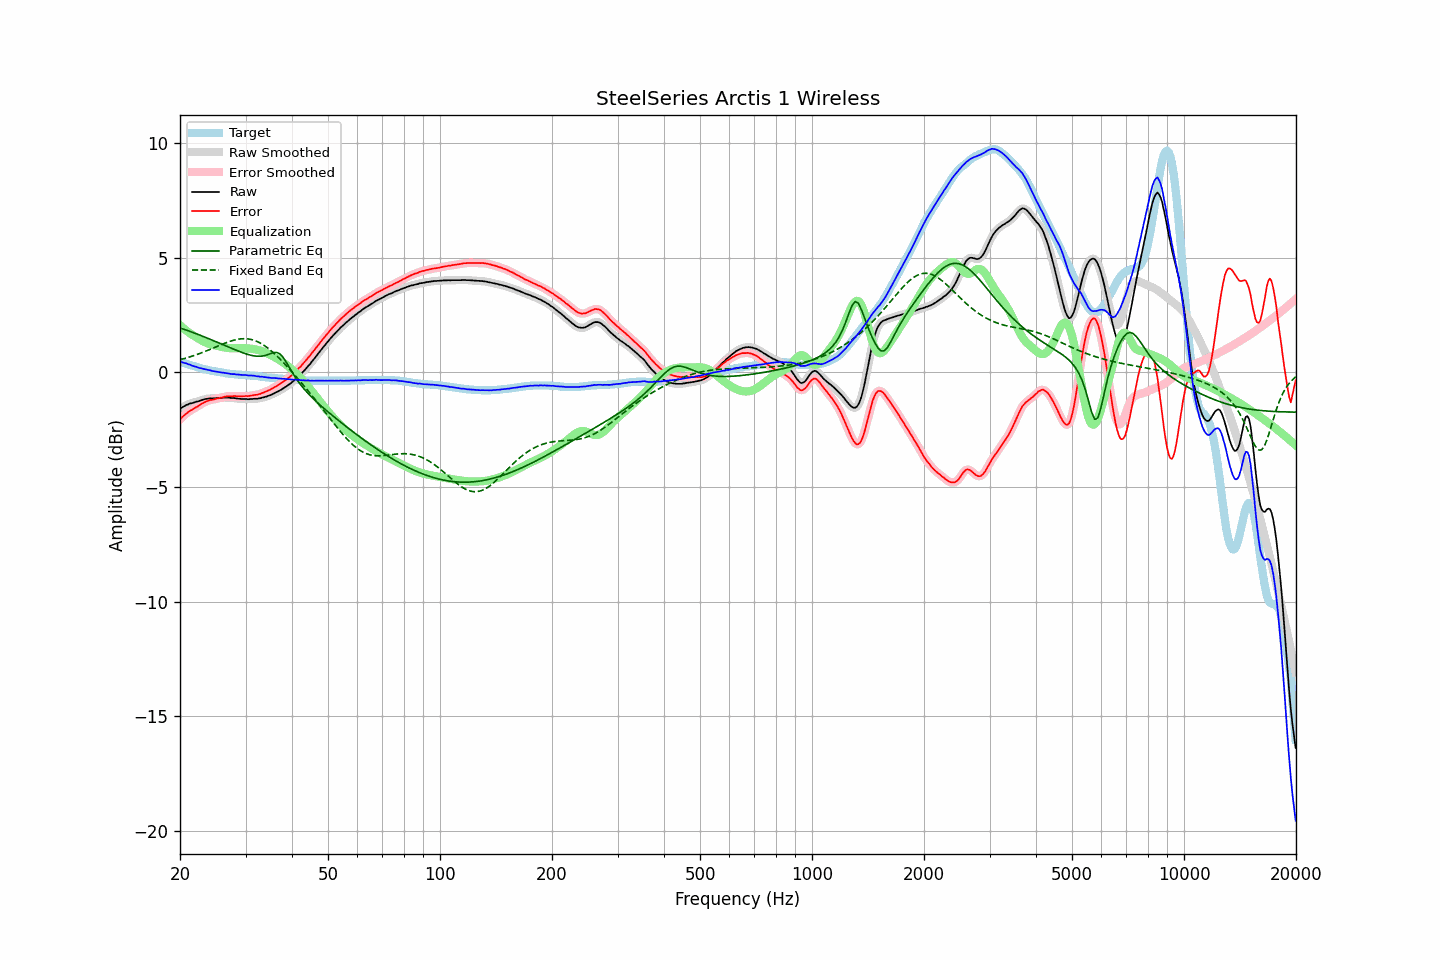 SteelSeries Arctis 1 Wireless
Target
Raw Smoothed
Error Smoothed
Raw
Error
Equalization
Parametric Eq
Fixed Band Eq
Equalized
10
5
0
−5
−10
−15
−20
Amplitude (dBr)
20 50 100 200 500 1000 2000 5000 10000 20000
Frequency (Hz)